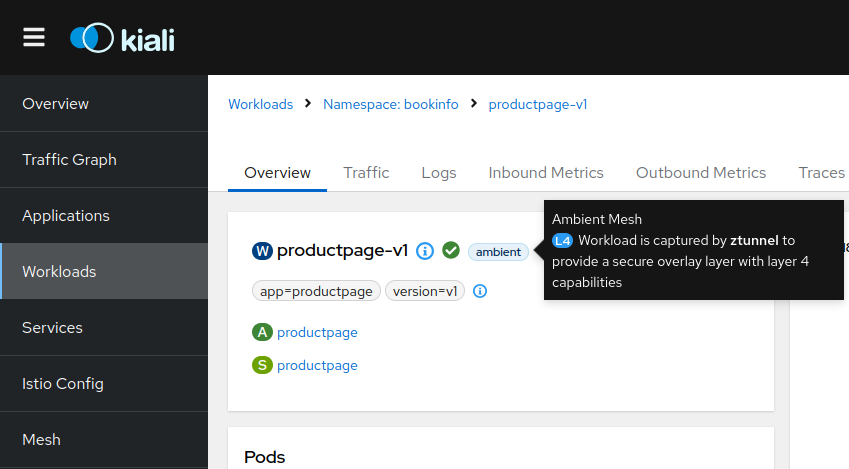 kiali
Overview
Traffic Graph
Applications
Workloads
Services
Istio Config
Mesh
Workloads > Namespace: bookinfo > productpage-v1
Overview Traffic Logs Inbound Metrics Outbound Metrics Traces
W productpage-v1 i ambient
app=productpage version=v1 i
A productpage
S productpage
Ambient Mesh
L4 Workload is captured by ztunnel to
provide a secure overlay layer with layer 4
capabilities
Pods